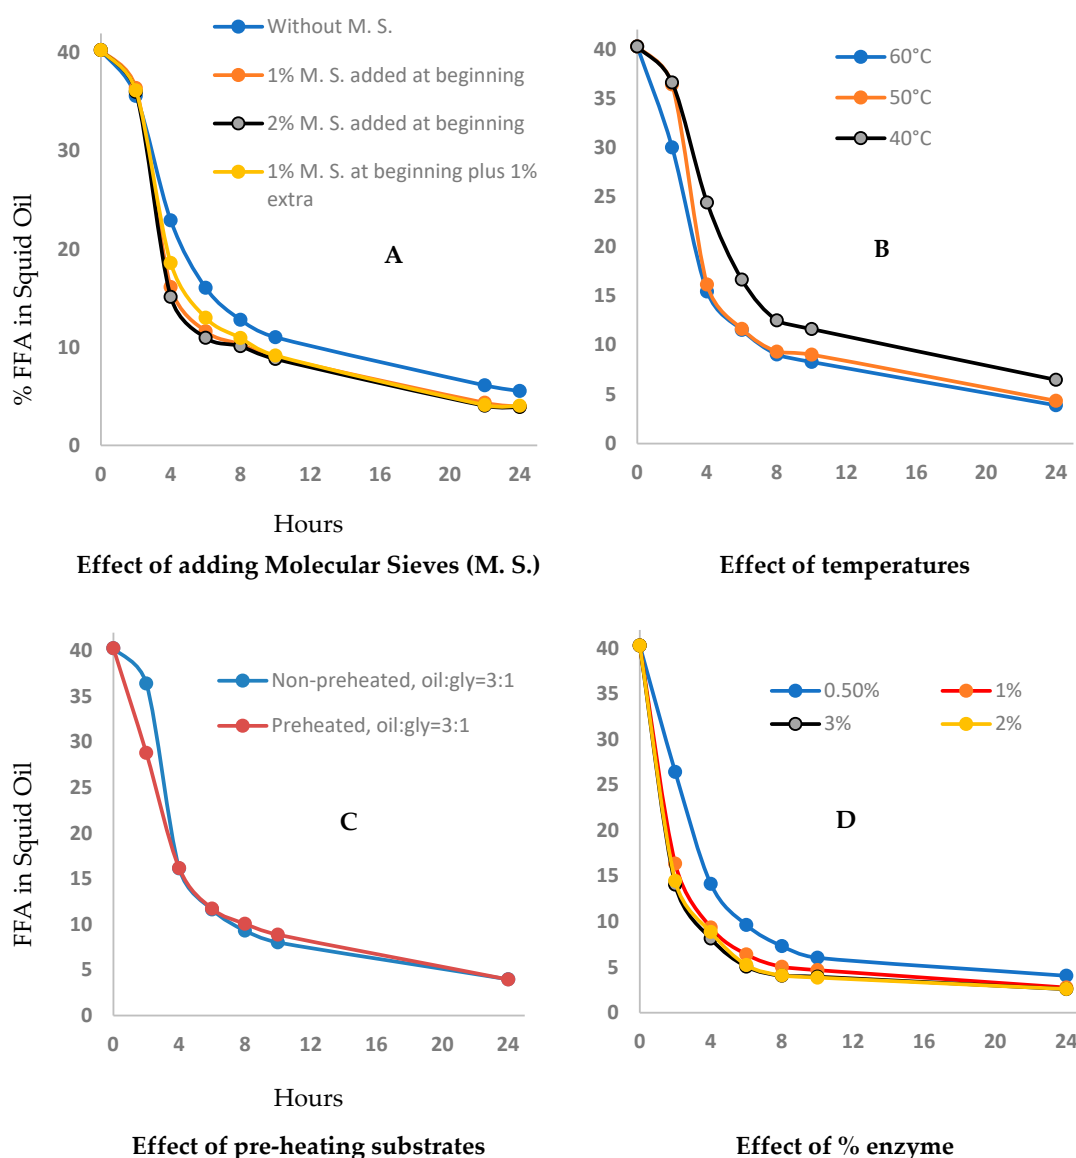 Without M. S.
1% M. S. added at beginning
2% M. S. added at beginning
1% M. S. at beginning plus 1%
extra
A
% FFA in Squid Oil
40
30
20
10
0
0 4 8 12 16 20 24
Hours
Effect of adding Molecular Sieves (M. S.)
60°C
50°C
40°C
B
40
35
30
25
20
15
10
5
0
0 4 8 12 16 20 24
Effect of temperatures
Non-preheated, oil:gly=3:1
Preheated, oil:gly=3:1
C
FFA in Squid Oil
40
35
30
25
20
15
10
5
0
0 4 8 12 16 20 24
Hours
Effect of pre-heating substrates
0.50% 1%
3% 2%
D
40
35
30
25
20
15
10
5
0
0 4 8 12 16 20 24
Effect of % enzyme